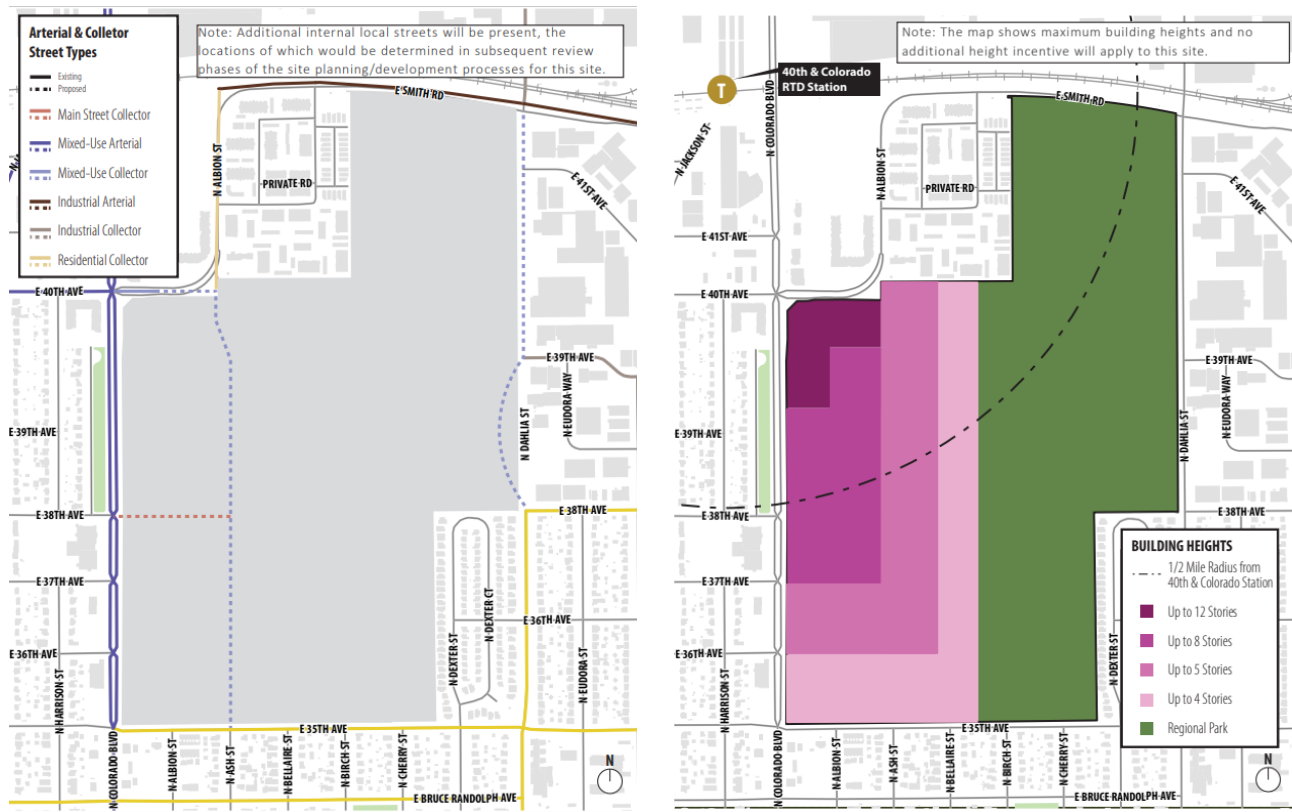 Arterial & Colletor
Street Types
Existing
Proposed
Main Street Collector
Mixed-Use Arterial
Mixed-Use Collector
Industrial Arterial
Industrial Collector
Residential Collector
Note: Additional internal local streets will be present, the
locations of which would be determined in subsequent review
phases of the site planning/development processes for this site.
E SMITH RD
N ALBION ST
PRIVATE RD
E 41ST AVE
E 40TH AVE
E 39TH AVE
N EUDORA WAY
N DAHLIA ST
E 39TH AVE
E 38TH AVE
E 38TH AVE
E 37TH AVE
E 36TH AVE
N DEXTER CT
N DEXTER ST
E 36TH AVE
N EUDORA ST
N HARRISON ST
E 35TH AVE
N COLORADO BLVD
N ALBION ST
N ASH ST
N BELLAIRE ST
N BIRCH ST
N CHERRY ST
E BRUCE RANDOLPH AVE
N
Note: The map shows maximum building heights and no
additional height incentive will apply to this site.
T
40th & Colorado
RTD Station
N COLORADO BLVD
N JACKSON ST
E SMITH RD
N ALBION ST
PRIVATE RD
E 41ST AVE
E 41ST AVE
E 40TH AVE
E 39TH AVE
N EUDORA WAY
N DAHLIA ST
E 39TH AVE
E 38TH AVE
E 38TH AVE
E 37TH AVE
E 36TH AVE
N DEXTER ST
N HARRISON ST
E 35TH AVE
N COLORADO BLVD
N ALBION ST
N ASH ST
N BELLAIRE ST
N BIRCH ST
N CHERRY ST
E BRUCE RANDOLPH AVE
BUILDING HEIGHTS
1/2 Mile Radius from
40th & Colorado Station
Up to 12 Stories
Up to 8 Stories
Up to 5 Stories
Up to 4 Stories
Regional Park
N